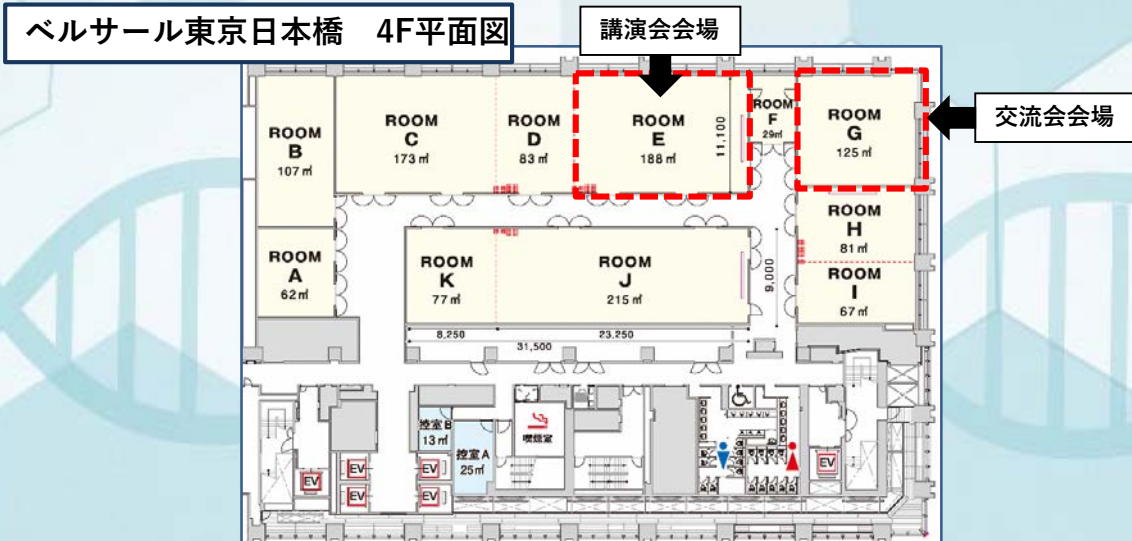 ベルサール東京日本橋　4F平面図
講演会会場
交流会会場
ROOM
B
107㎡
ROOM
C
173㎡
ROOM
D
83㎡
ROOM
E
188㎡
11,100
ROOM
F
29㎡
ROOM
G
125㎡
ROOM
A
62㎡
ROOM
K
77㎡
ROOM
J
215㎡
9,000
ROOM
H
81㎡
ROOM
I
67㎡
8,250
23,250
31,500
控室B
13㎡
控室A
25㎡
喫煙室
EV
EV
EV
EV
EV
EV